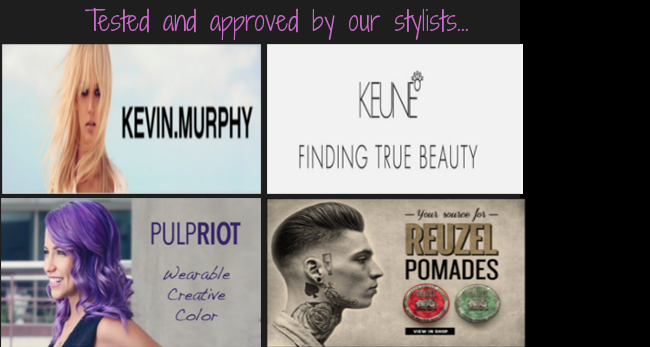 Tested and approved by our stylists...
KEVIN.MURPHY
KEUNE
FINDING TRUE BEAUTY
PULPRIOT
Wearable
Creative
Color
Your source for
REUZEL
POMADES
VIEW IN SHOP